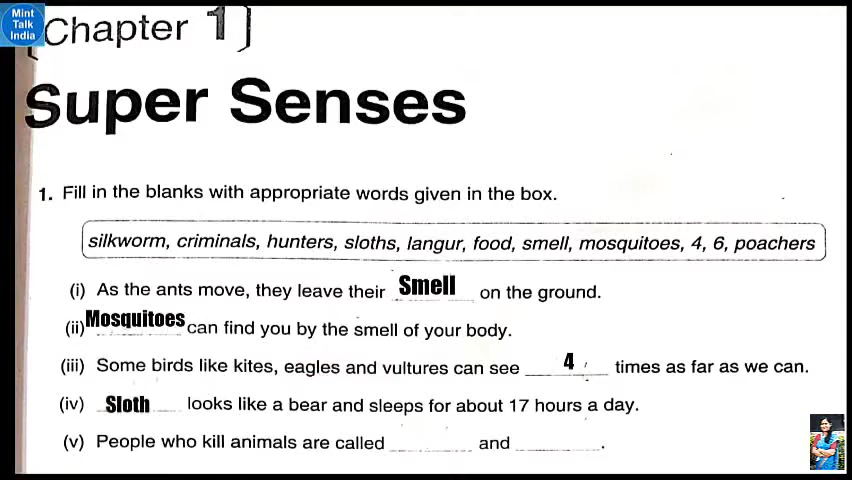 Mint
Talk
India
[Chapter 1]
Super Senses
1. Fill in the blanks with appropriate words given in the box.
silkworm, criminals, hunters, sloths, langur, food, smell, mosquitoes, 4, 6, poachers
(i) As the ants move, they leave their Smell on the ground.
(ii) Mosquitoes can find you by the smell of your body.
(iii) Some birds like kites, eagles and vultures can see 4 times as far as we can.
(iv) Sloth looks like a bear and sleeps for about 17 hours a day.
(v) People who kill animals are called ________ and ________.